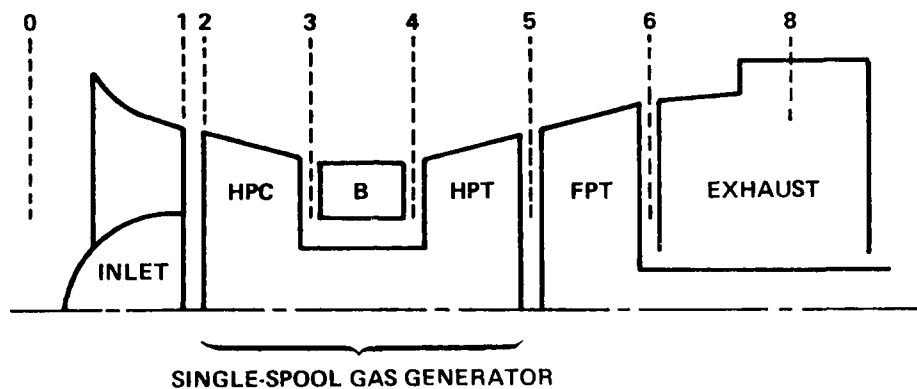 0 1 2 3 4 5 6 8
HPC B HPT FPT EXHAUST
INLET
SINGLE-SPOOL GAS GENERATOR